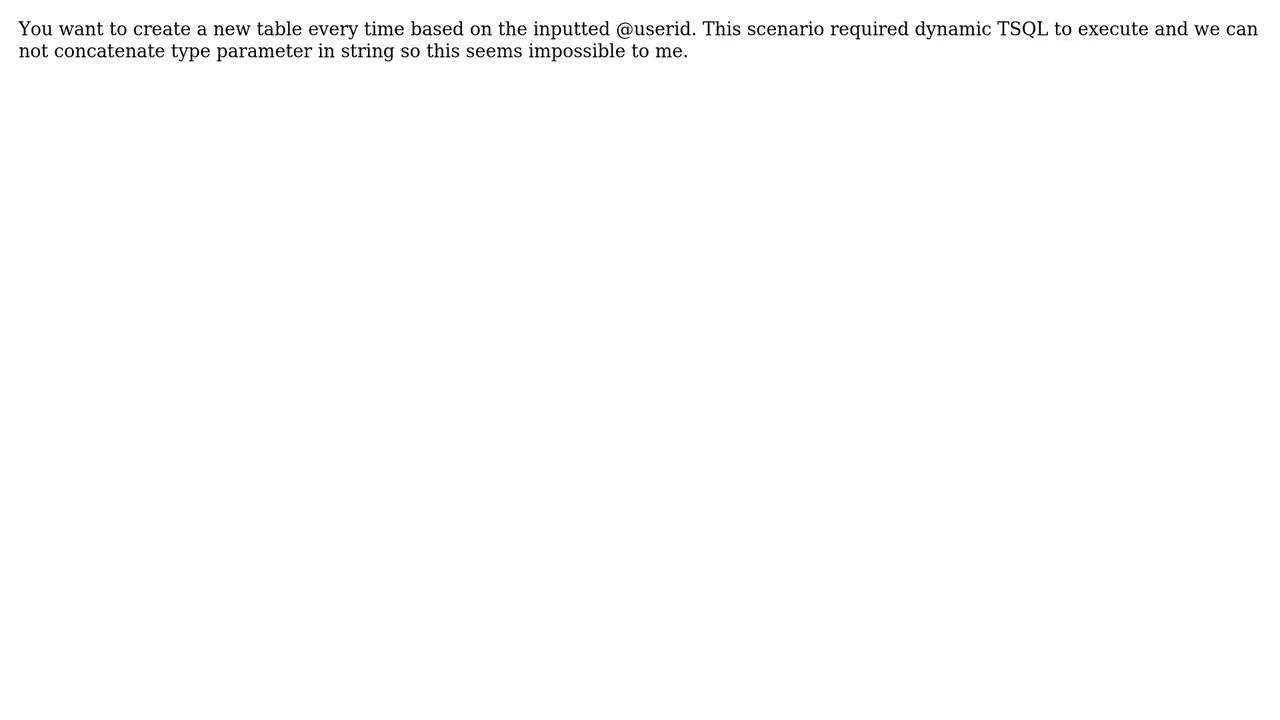 You want to create a new table every time based on the inputted @userid. This scenario required dynamic TSQL to execute and we can
not concatenate type parameter in string so this seems impossible to me.